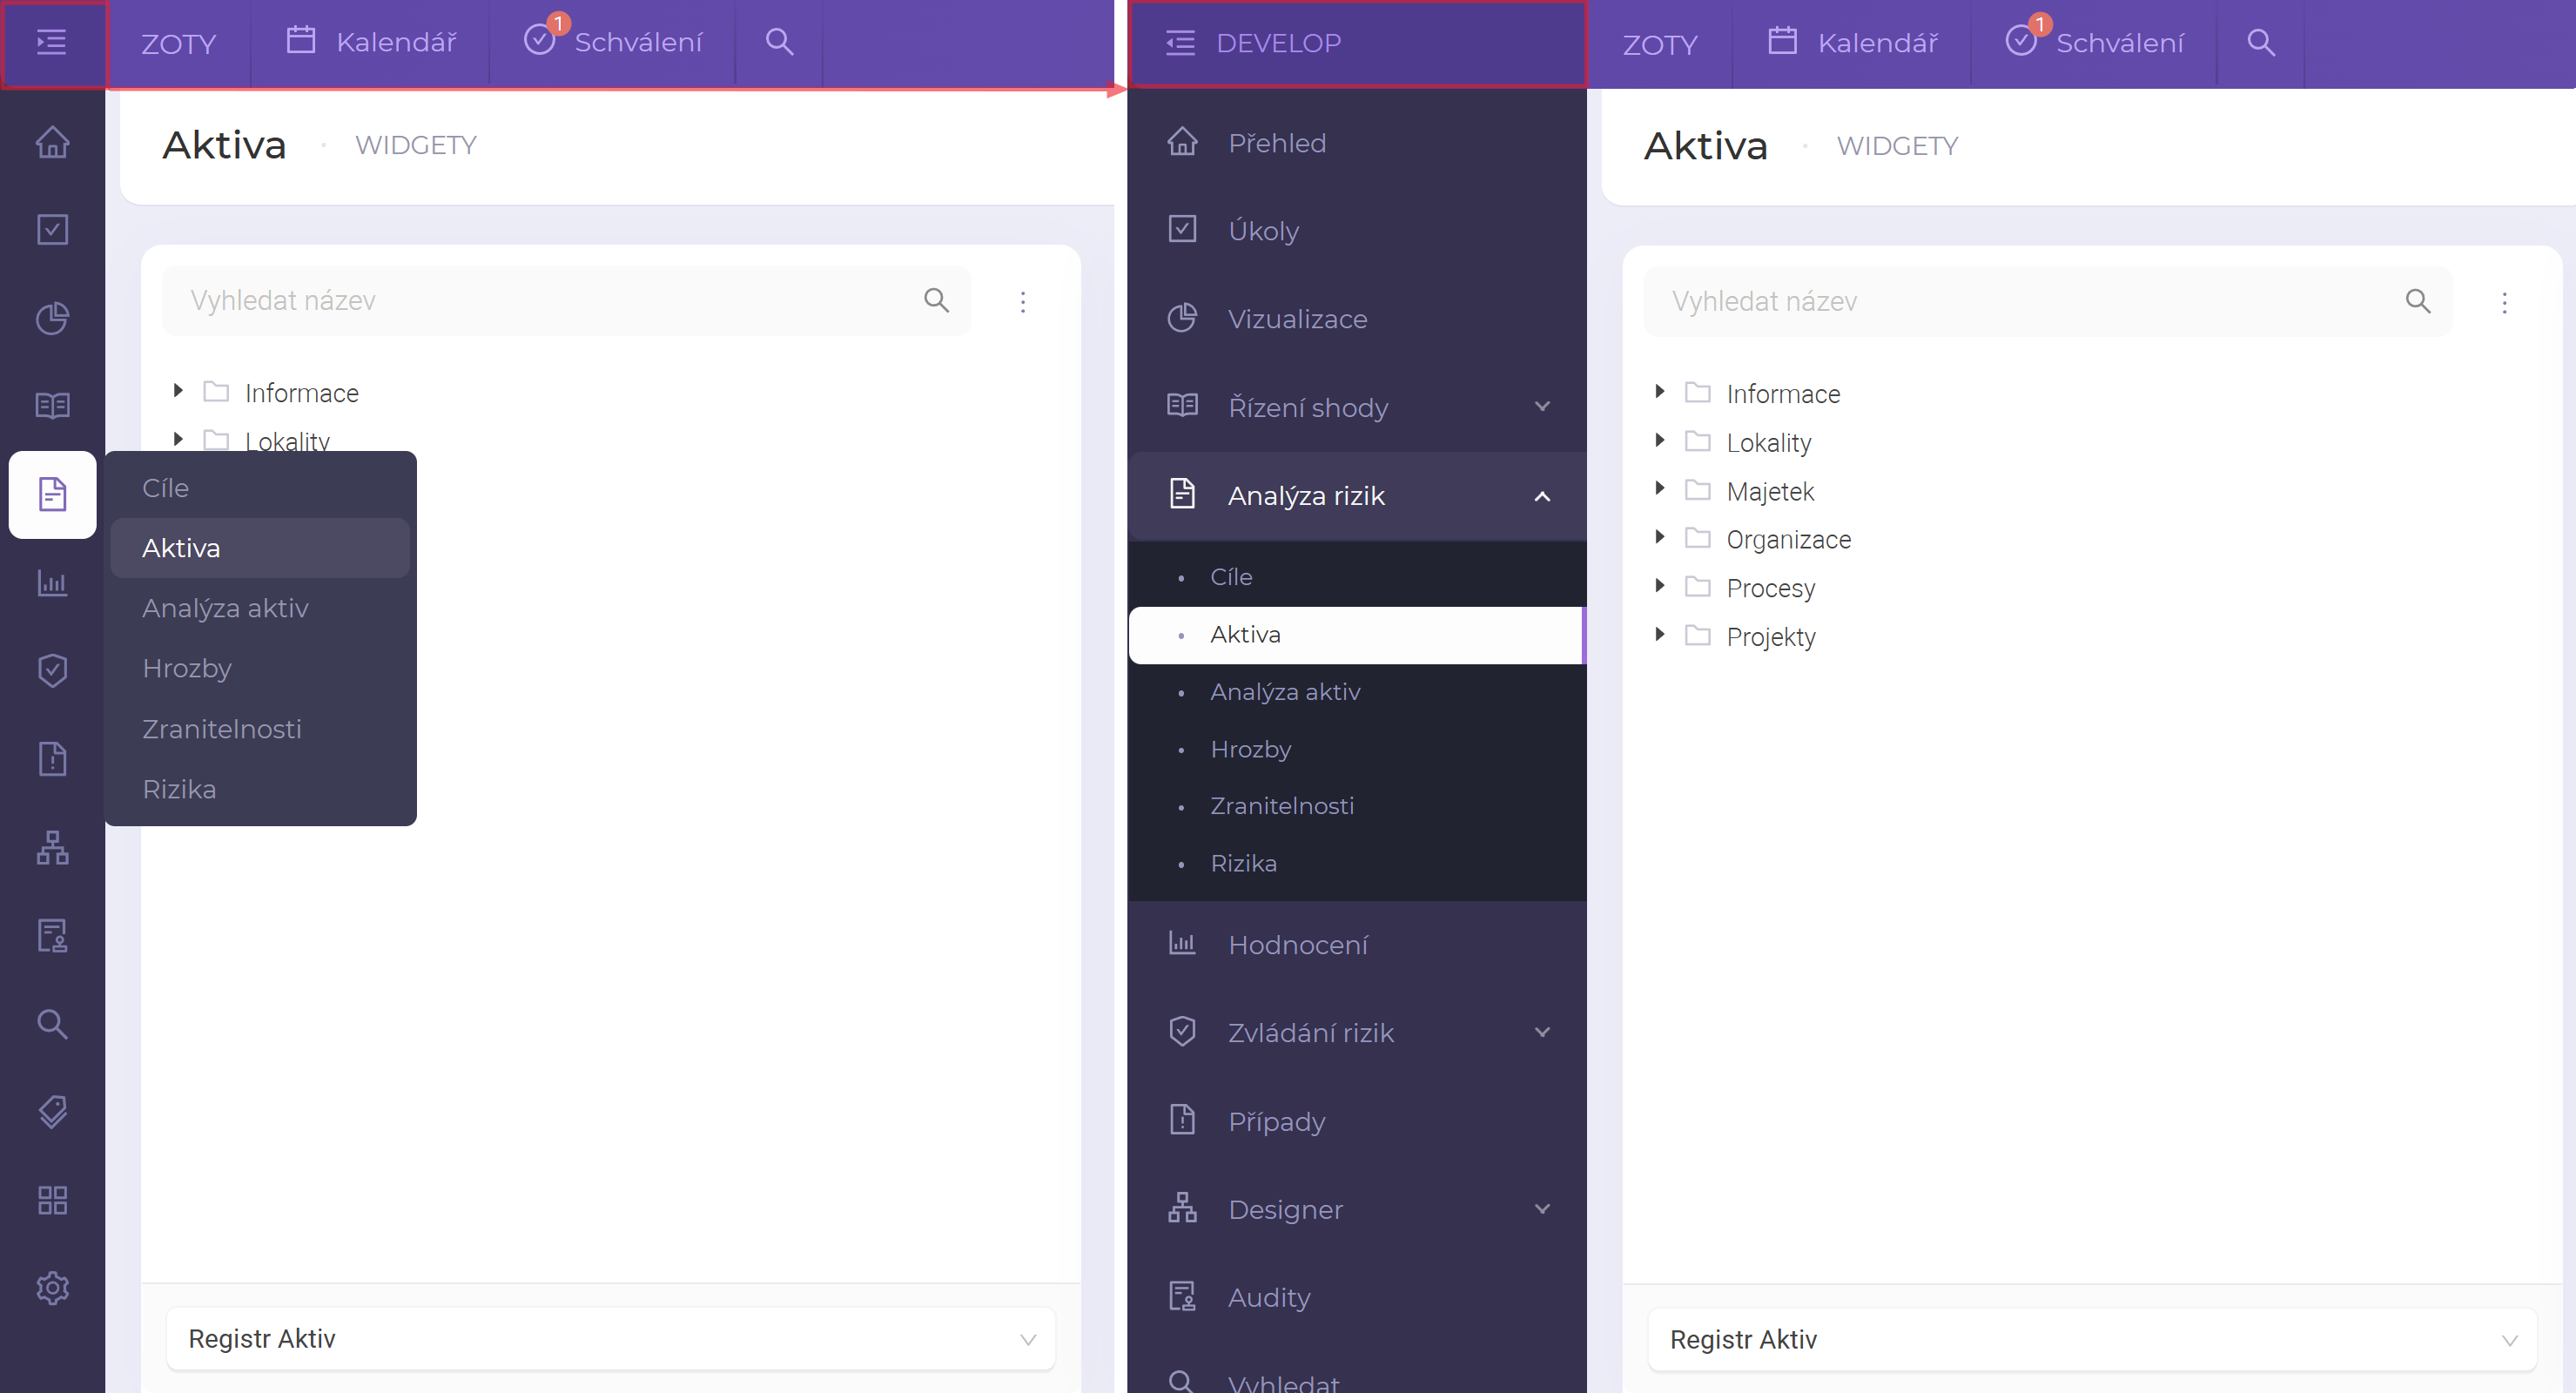 ZOTY
Kalendář
1
Schválení
Aktiva
WIDGETY
Vyhledat název
Informace
Lokality
Cíle
Aktiva
Analýza aktiv
Hrozby
Zranitelnosti
Rizika
Registr Aktiv
DEVELOP
Přehled
Úkoly
Vizualizace
Řízení shody
Analýza rizik
Cíle
Aktiva
Analýza aktiv
Hrozby
Zranitelnosti
Rizika
Hodnocení
Zvládání rizik
Případy
Designer
Audity
Vyhledat
ZOTY
Kalendář
1
Schválení
Aktiva
WIDGETY
Vyhledat název
Informace
Lokality
Majetek
Organizace
Procesy
Projekty
Registr Aktiv